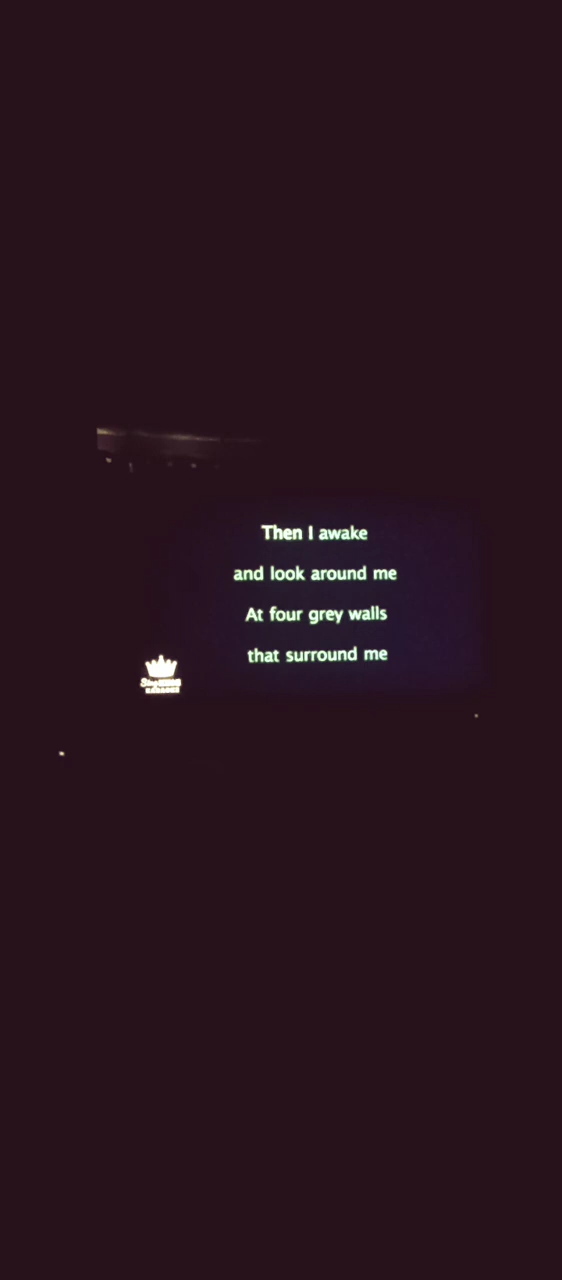 Then I awake
and look around me
At four grey walls
that surround me